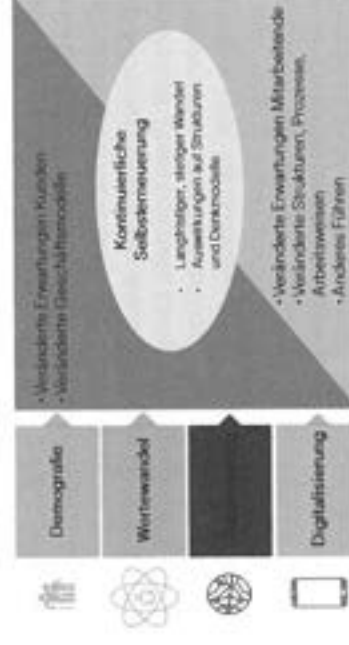 Demografie
Wertewandel
Digitalisierung
• Veränderte Erwartungen Kunden
• Veränderte Geschäftsmodelle
Kontinuierliche
Selbsterneuerung
• Langfristiger, stetiger Wandel
• Auswirkungen auf Strukturen
und Denkmodelle
• Veränderte Erwartungen Mitarbeitende
• Veränderte Strukturen, Prozesse,
Arbeitsweisen
• Anderes Führen